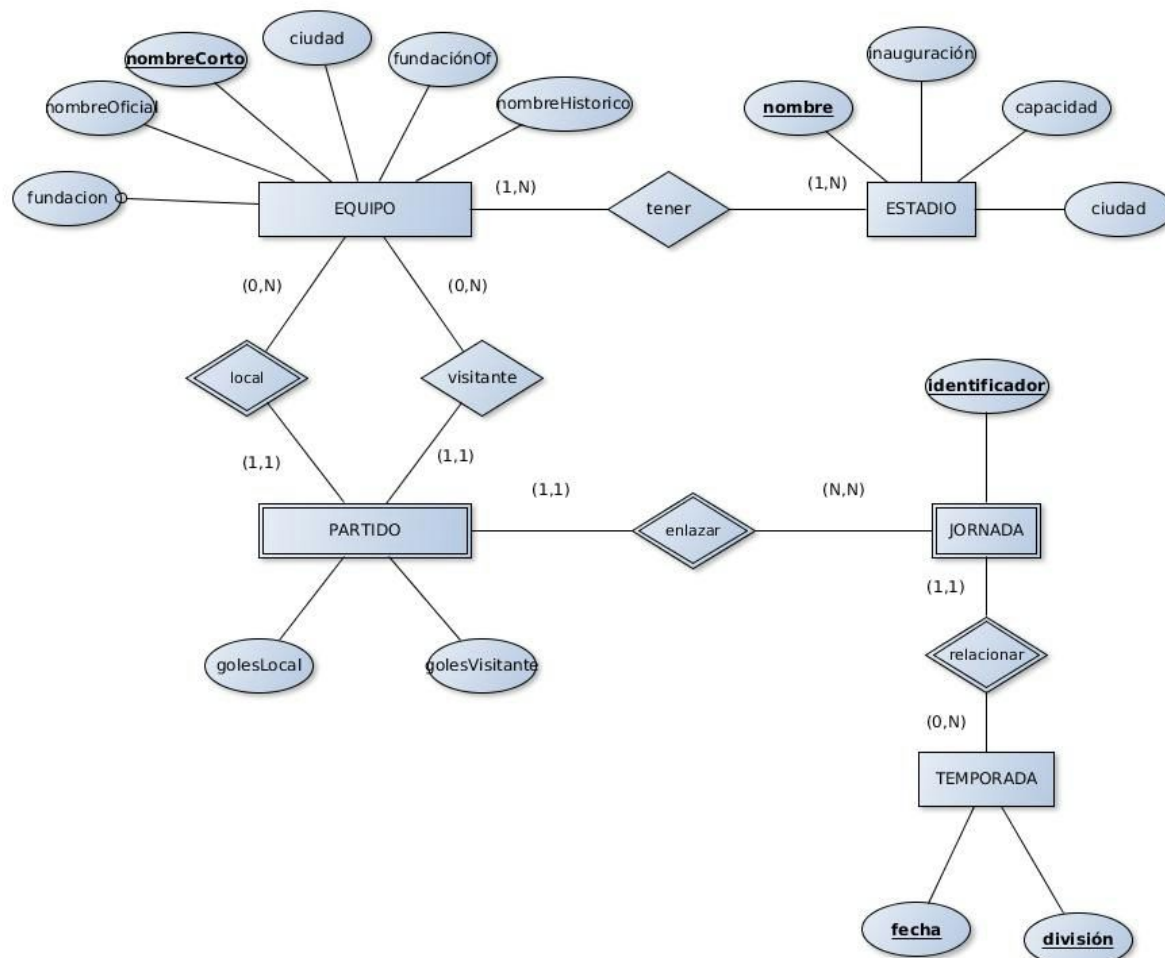 ciudad
inauguración
nombreCorto
fundaciónOf
nombreOficial
nombreHistorico
nombre
capacidad
fundacion
(1,N)
(1,N)
EQUIPO
tener
ESTADIO
ciudad
(0,N)
(0,N)
local
visitante
identificador
(1,1)
(1,1)
(1,1)
(N,N)
PARTIDO
enlazar
JORNADA
(1,1)
golesLocal
golesVisitante
relacionar
(0,N)
TEMPORADA
fecha
división